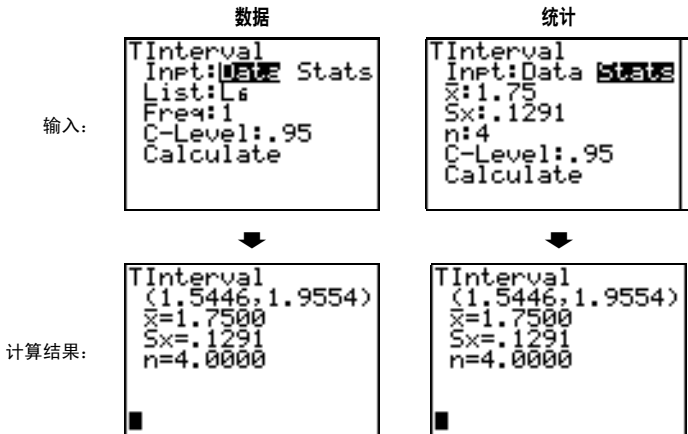 数据
统计
输入:
TInterval
Inpt:Data Stats
List:L6
Freq:1
C-Level:.95
Calculate
TInterval
Inpt:Data Stats
x̄:1.75
Sx:.1291
n:4
C-Level:.95
Calculate
计算结果:
TInterval
(1.5446,1.9554)
x̄=1.7500
Sx=.1291
n=4.0000
TInterval
(1.5446,1.9554)
x̄=1.7500
Sx=.1291
n=4.0000